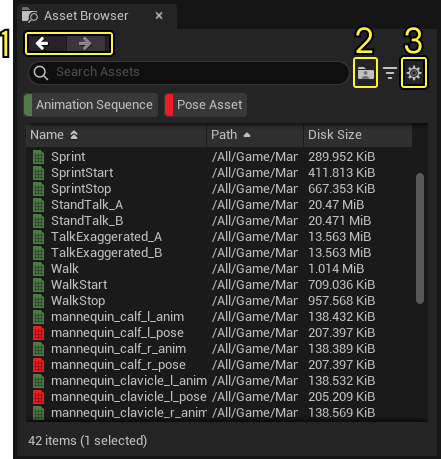 Asset Browser
1
2
3
Search Assets
Animation Sequence Pose Asset
Name Path Disk Size
Sprint /All/Game/Mar 289.952 KiB
SprintStart /All/Game/Mar 411.813 KiB
SprintStop /All/Game/Mar 667.353 KiB
StandTalk_A /All/Game/Mar 20.47 MiB
StandTalk_B /All/Game/Mar 20.471 MiB
TalkExaggerated_A /All/Game/Mar 13.563 MiB
TalkExaggerated_B /All/Game/Mar 13.563 MiB
Walk /All/Game/Mar 1.014 MiB
WalkStart /All/Game/Mar 709.036 KiB
WalkStop /All/Game/Mar 957.568 KiB
mannequin_calf_l_anim /All/Game/Mar 138.432 KiB
mannequin_calf_l_pose /All/Game/Mar 207.397 KiB
mannequin_calf_r_anim /All/Game/Mar 138.389 KiB
mannequin_calf_r_pose /All/Game/Mar 207.397 KiB
mannequin_clavicle_l_anim /All/Game/Mar 138.532 KiB
mannequin_clavicle_l_pose /All/Game/Mar 205.209 KiB
mannequin_clavicle_r_anim /All/Game/Mar 138.569 KiB
42 items (1 selected)